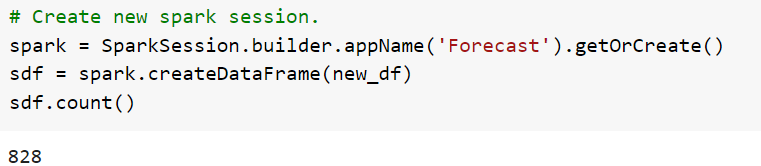 # Create new spark session.
spark = SparkSession.builder.appName('Forecast').getOrCreate()
sdf = spark.createDataFrame(new_df)
sdf.count()
828